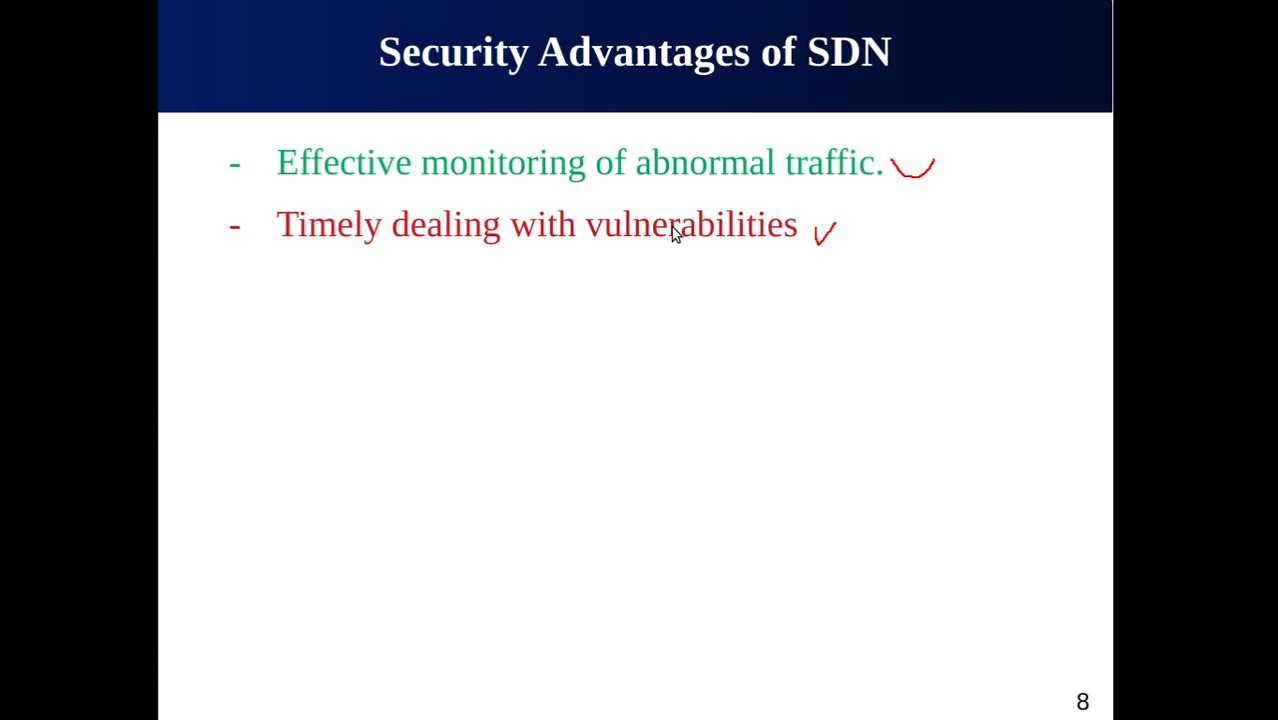 Security Advantages of SDN
- Effective monitoring of abnormal traffic.
- Timely dealing with vulnerabilities
8